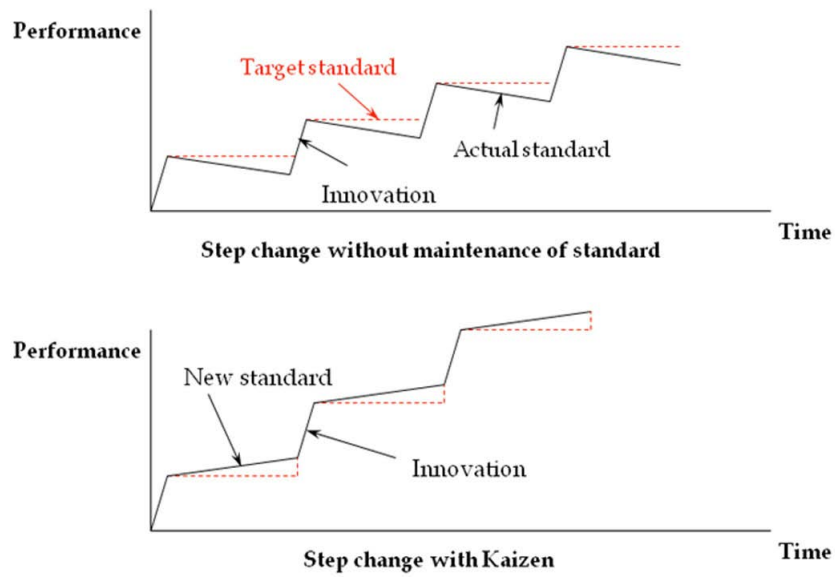 Performance
Target standard
Actual standard
Innovation
Time
Step change without maintenance of standard
Performance
New standard
Innovation
Time
Step change with Kaizen